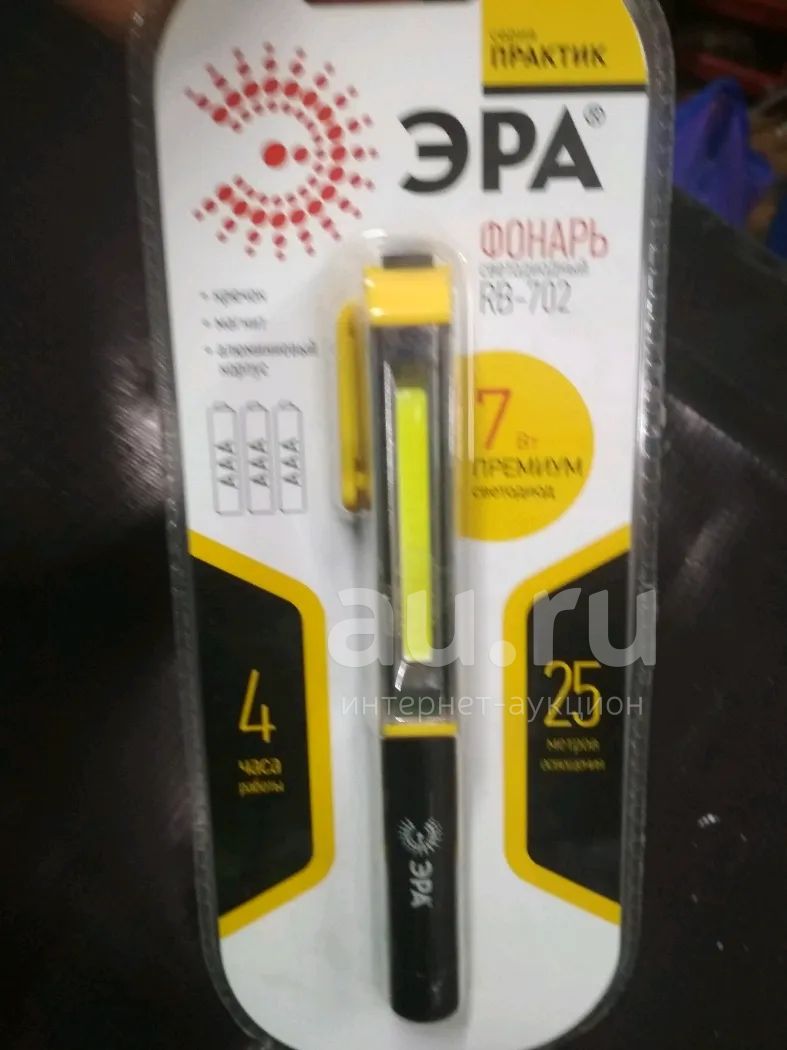 серия
ПРАКТИК
ЭРА®
ФОНАРЬ
светодиодный
RB-702
• крючок
• магнит
• алюминиевый
корпус
AAA
AAA
AAA
7 Вт
ПРЕМИУМ
светодиод
au.ru
интернет-аукцион
4
часа
работы
25
метров
освещения
ЭРА